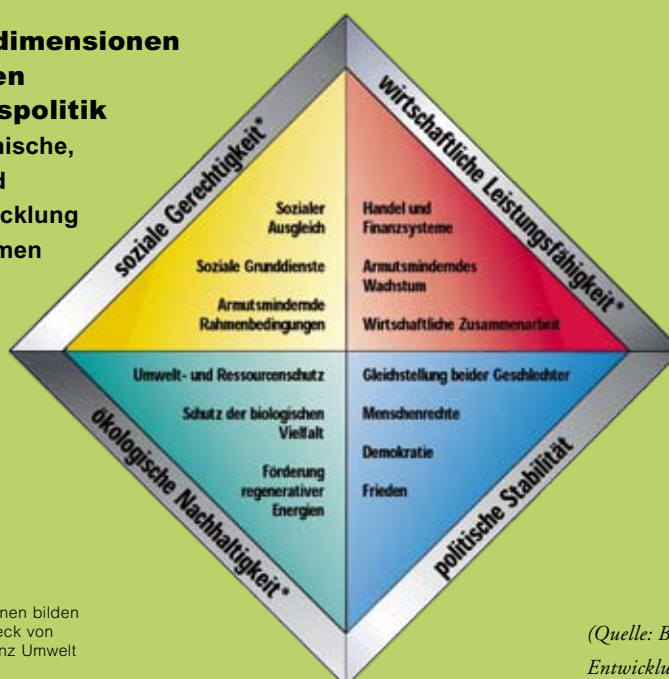 dimensionen
en
spolitik
nische,
d
cklung
men
soziale Gerechtigkeit*
wirtschaftliche Leistungsfähigkeit*
Sozialer
Ausgleich
Soziale Grunddienste
Armutsmindernde
Rahmenbedingungen
Handel und
Finanzsysteme
Armutsminderndes
Wachstum
Wirtschaftliche Zusammenarbeit
Umwelt- und Ressourcenschutz
Schutz der biologischen
Vielfalt
Förderung
regenerativer
Energien
Gleichstellung beider Geschlechter
Menschenrechte
Demokratie
Frieden
ökologische Nachhaltigkeit*
politische Stabilität
nen bilden
eck von
nz Umwelt
(Quelle: B
Entwicklu